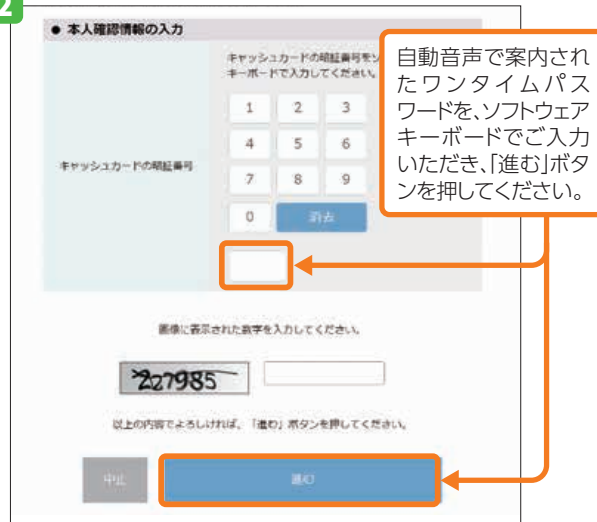 2
● 本人確認情報の入力
キャッシュカードの暗証番号をソ
キーボードで入力してください。
自動音声で案内され
たワンタイムパス
ワードを、ソフトウェア
キーボードでご入力
いただき、「進む」ボタ
ンを押してください。
1 2 3
4 5 6
キャッシュカードの暗証番号
7 8 9
0 消去
画像に表示された数字を入力してください。
227985
以上の内容でよろしければ、「進む」ボタンを押してください。
中止 進む